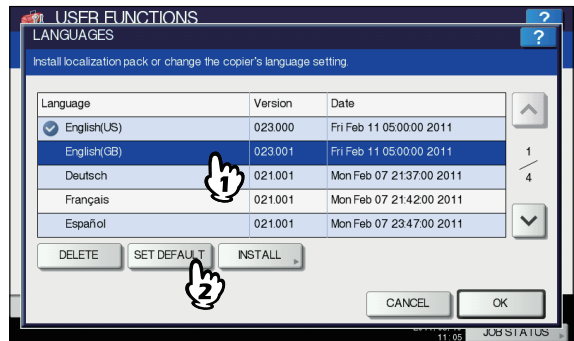 USER FUNCTIONS ?
LANGUAGES ?
Install localization pack or change the copier's language setting.
Language Version Date
English(US) 023.000 Fri Feb 11 05:00:00 2011
English(GB) 023.001 Fri Feb 11 05:00:00 2011
Deutsch 021.001 Mon Feb 07 21:37:00 2011
Français 021.001 Mon Feb 07 21:42:00 2011
Español 021.001 Mon Feb 07 23:47:00 2011
1
4
1
DELETE SET DEFAULT INSTALL
2
CANCEL OK
11:05 JOB STATUS